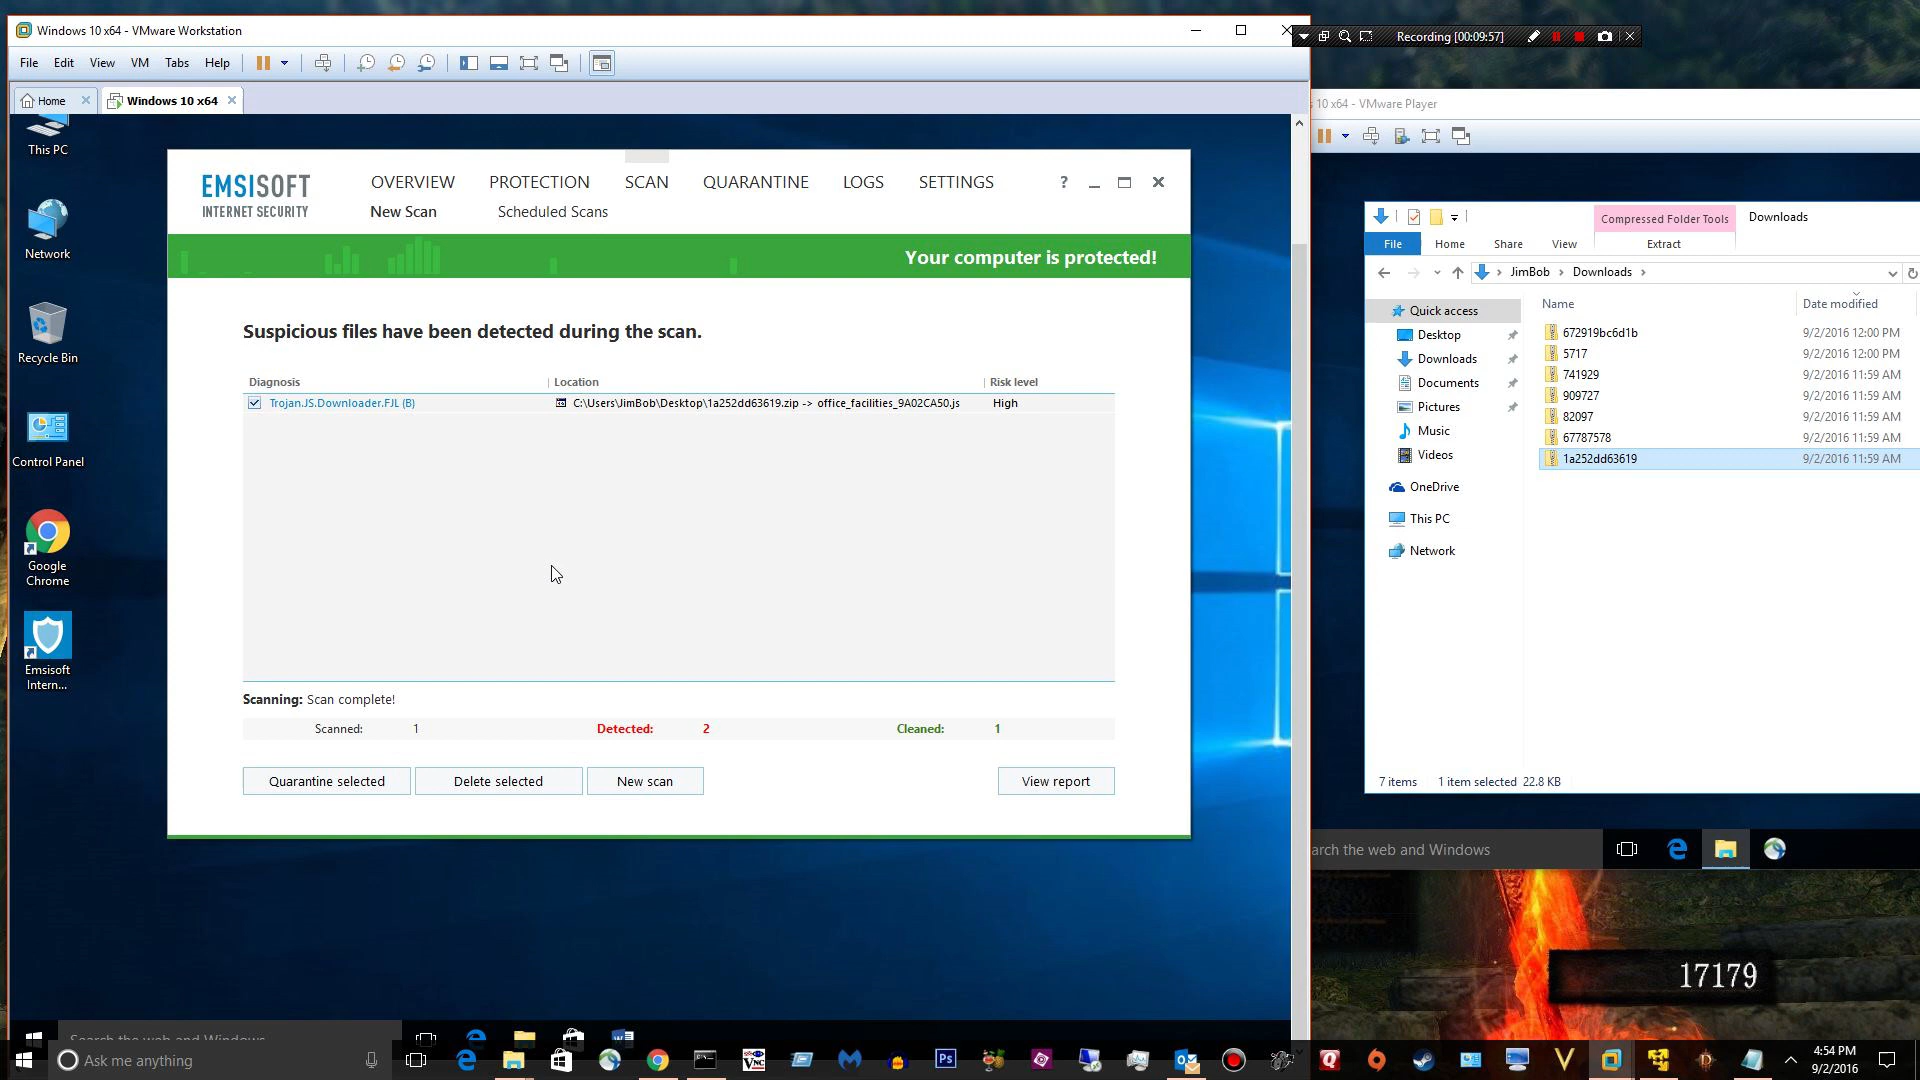 Windows 10 x64 - VMware Workstation
File Edit View VM Tabs Help
Home
Windows 10 x64
Recording [00:09:57]
10 x64 - VMware Player
This PC
Network
Recycle Bin
Control Panel
Google
Chrome
Emsisoft
Intern...
EMSISOFT
INTERNET SECURITY
OVERVIEW PROTECTION SCAN QUARANTINE LOGS SETTINGS ?
New Scan Scheduled Scans
Your computer is protected!
Suspicious files have been detected during the scan.
Diagnosis Location Risk level
Trojan.JS.Downloader.FJL (B) C:\Users\JimBob\Desktop\1a252dd63619.zip -> office_facilities_9A02CA50.js High
Scanning: Scan complete!
Scanned: 1 Detected: 2 Cleaned: 1
Quarantine selected Delete selected New scan View report
Compressed Folder Tools Downloads
File Home Share View Extract
JimBob Downloads
Name Date modified
Quick access
Desktop
Downloads
Documents
Pictures
Music
Videos
OneDrive
This PC
Network
672919bc6d1b 9/2/2016 12:00 PM
5717 9/2/2016 12:00 PM
741929 9/2/2016 11:59 AM
909727 9/2/2016 11:59 AM
82097 9/2/2016 11:59 AM
67787578 9/2/2016 11:59 AM
1a252dd63619 9/2/2016 11:59 AM
7 items 1 item selected 22.8 KB
arch the web and Windows
17179
Search the web and Windows
Ask me anything
Ps
4:54 PM
9/2/2016